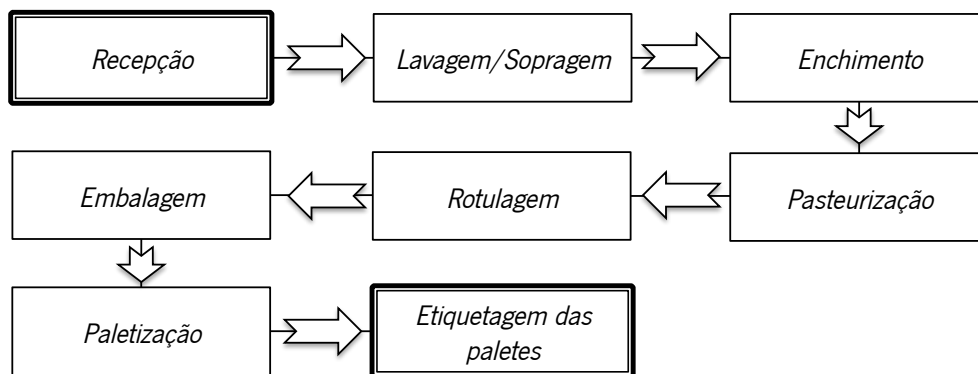 Recepção
Lavagem/Sopragem
Enchimento
Pasteurização
Rotulagem
Embalagem
Paletização
Etiquetagem das
paletes